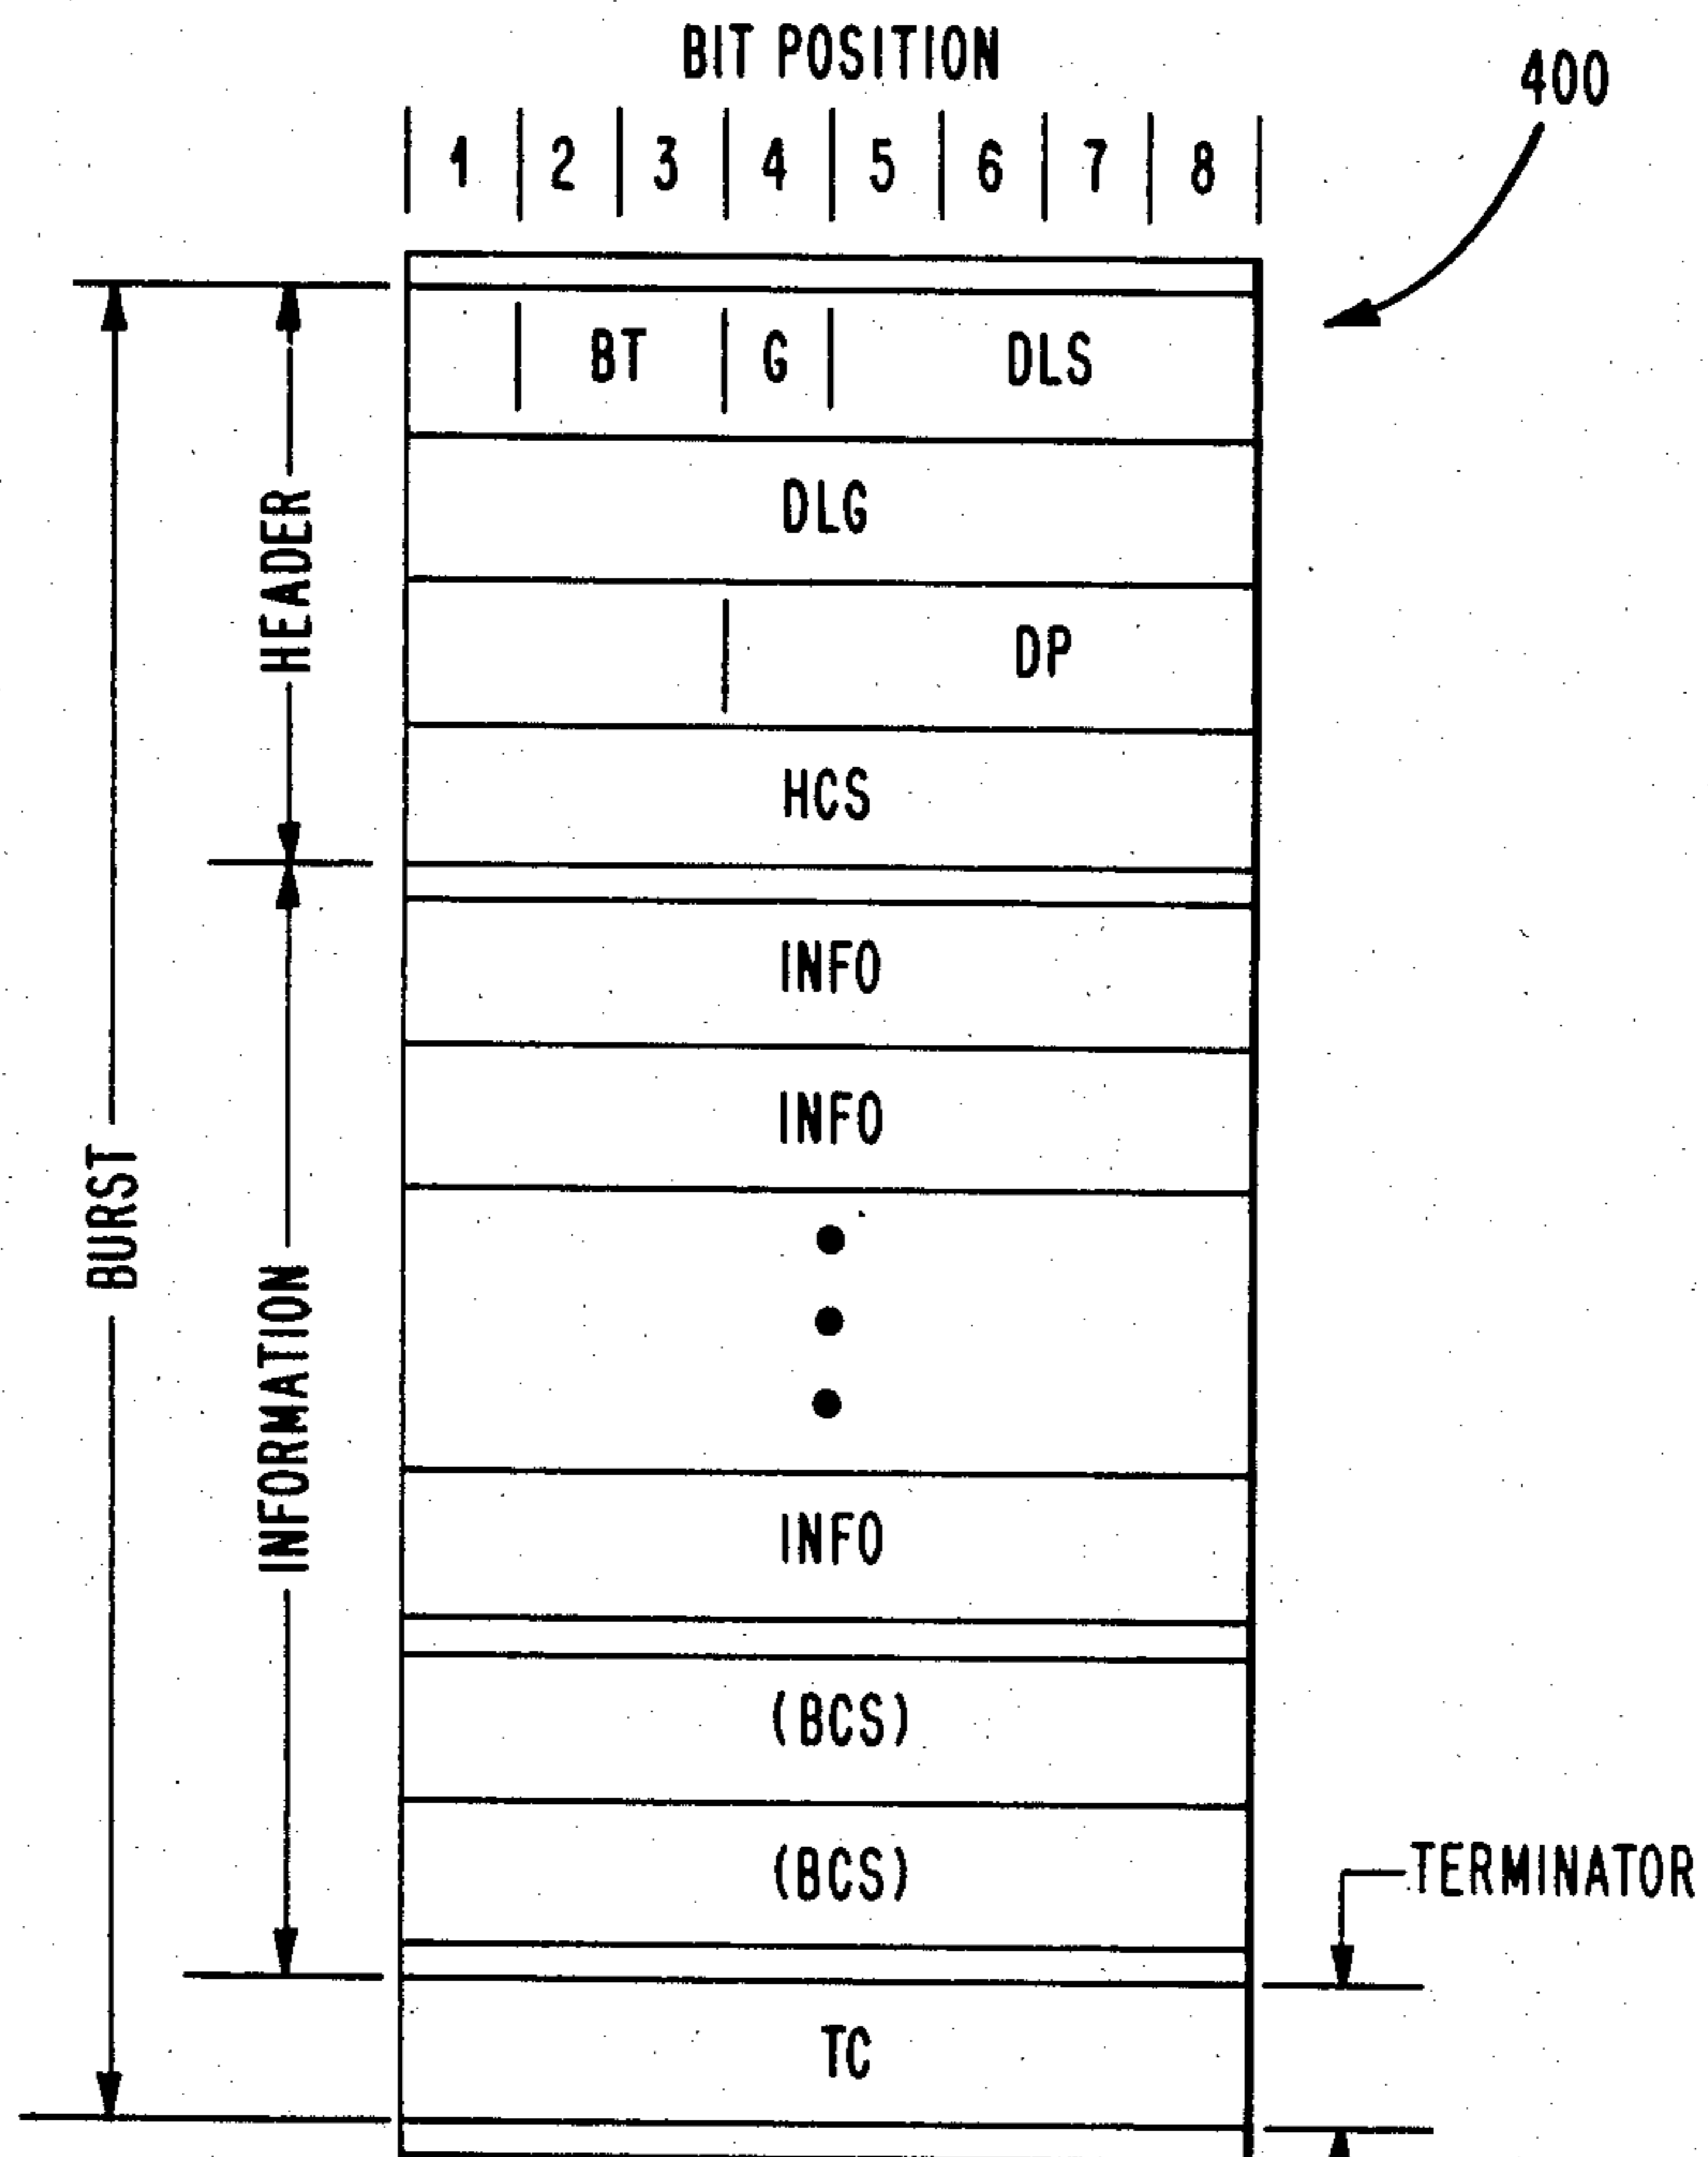 BIT POSITION
400
1 2 3 4 5 6 7 8
BT G DLS
DLG
DP
HCS
HEADER
INFO
INFO
BURST
INFORMATION
INFO
(BCS)
(BCS)
TERMINATOR
TC